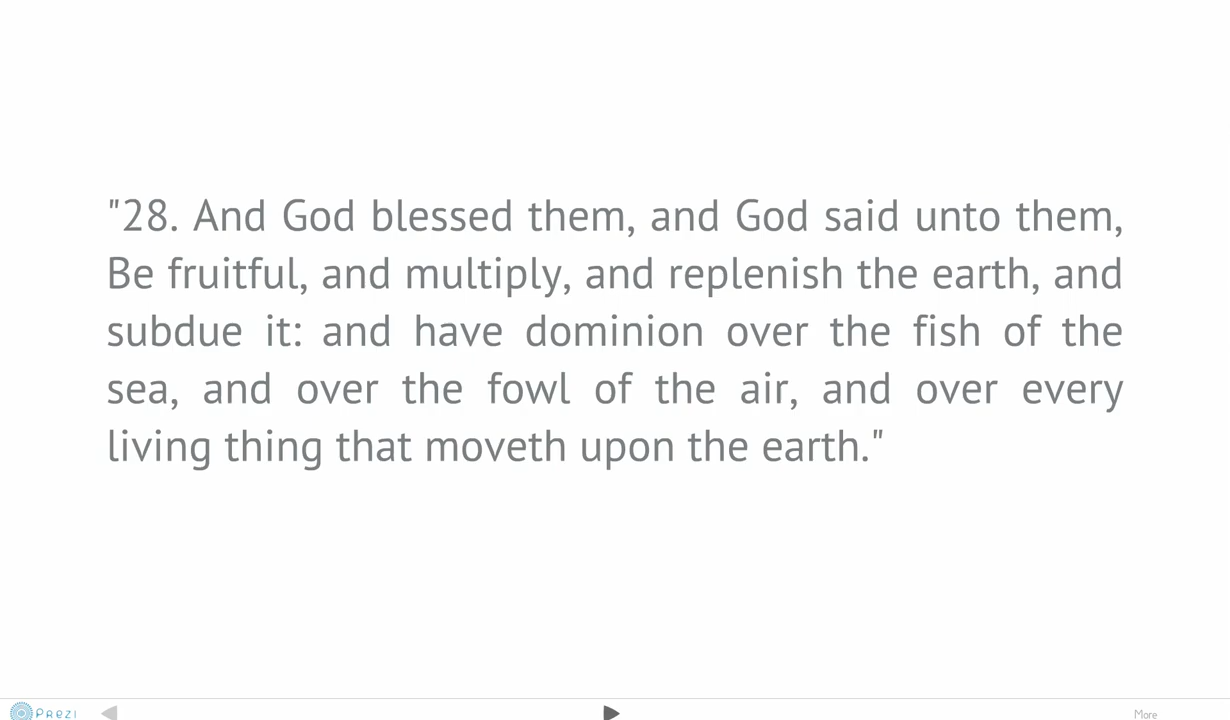 "28. And God blessed them, and God said unto them,
Be fruitful, and multiply, and replenish the earth, and
subdue it: and have dominion over the fish of the
sea, and over the fowl of the air, and over every
living thing that moveth upon the earth."
Prezi
More